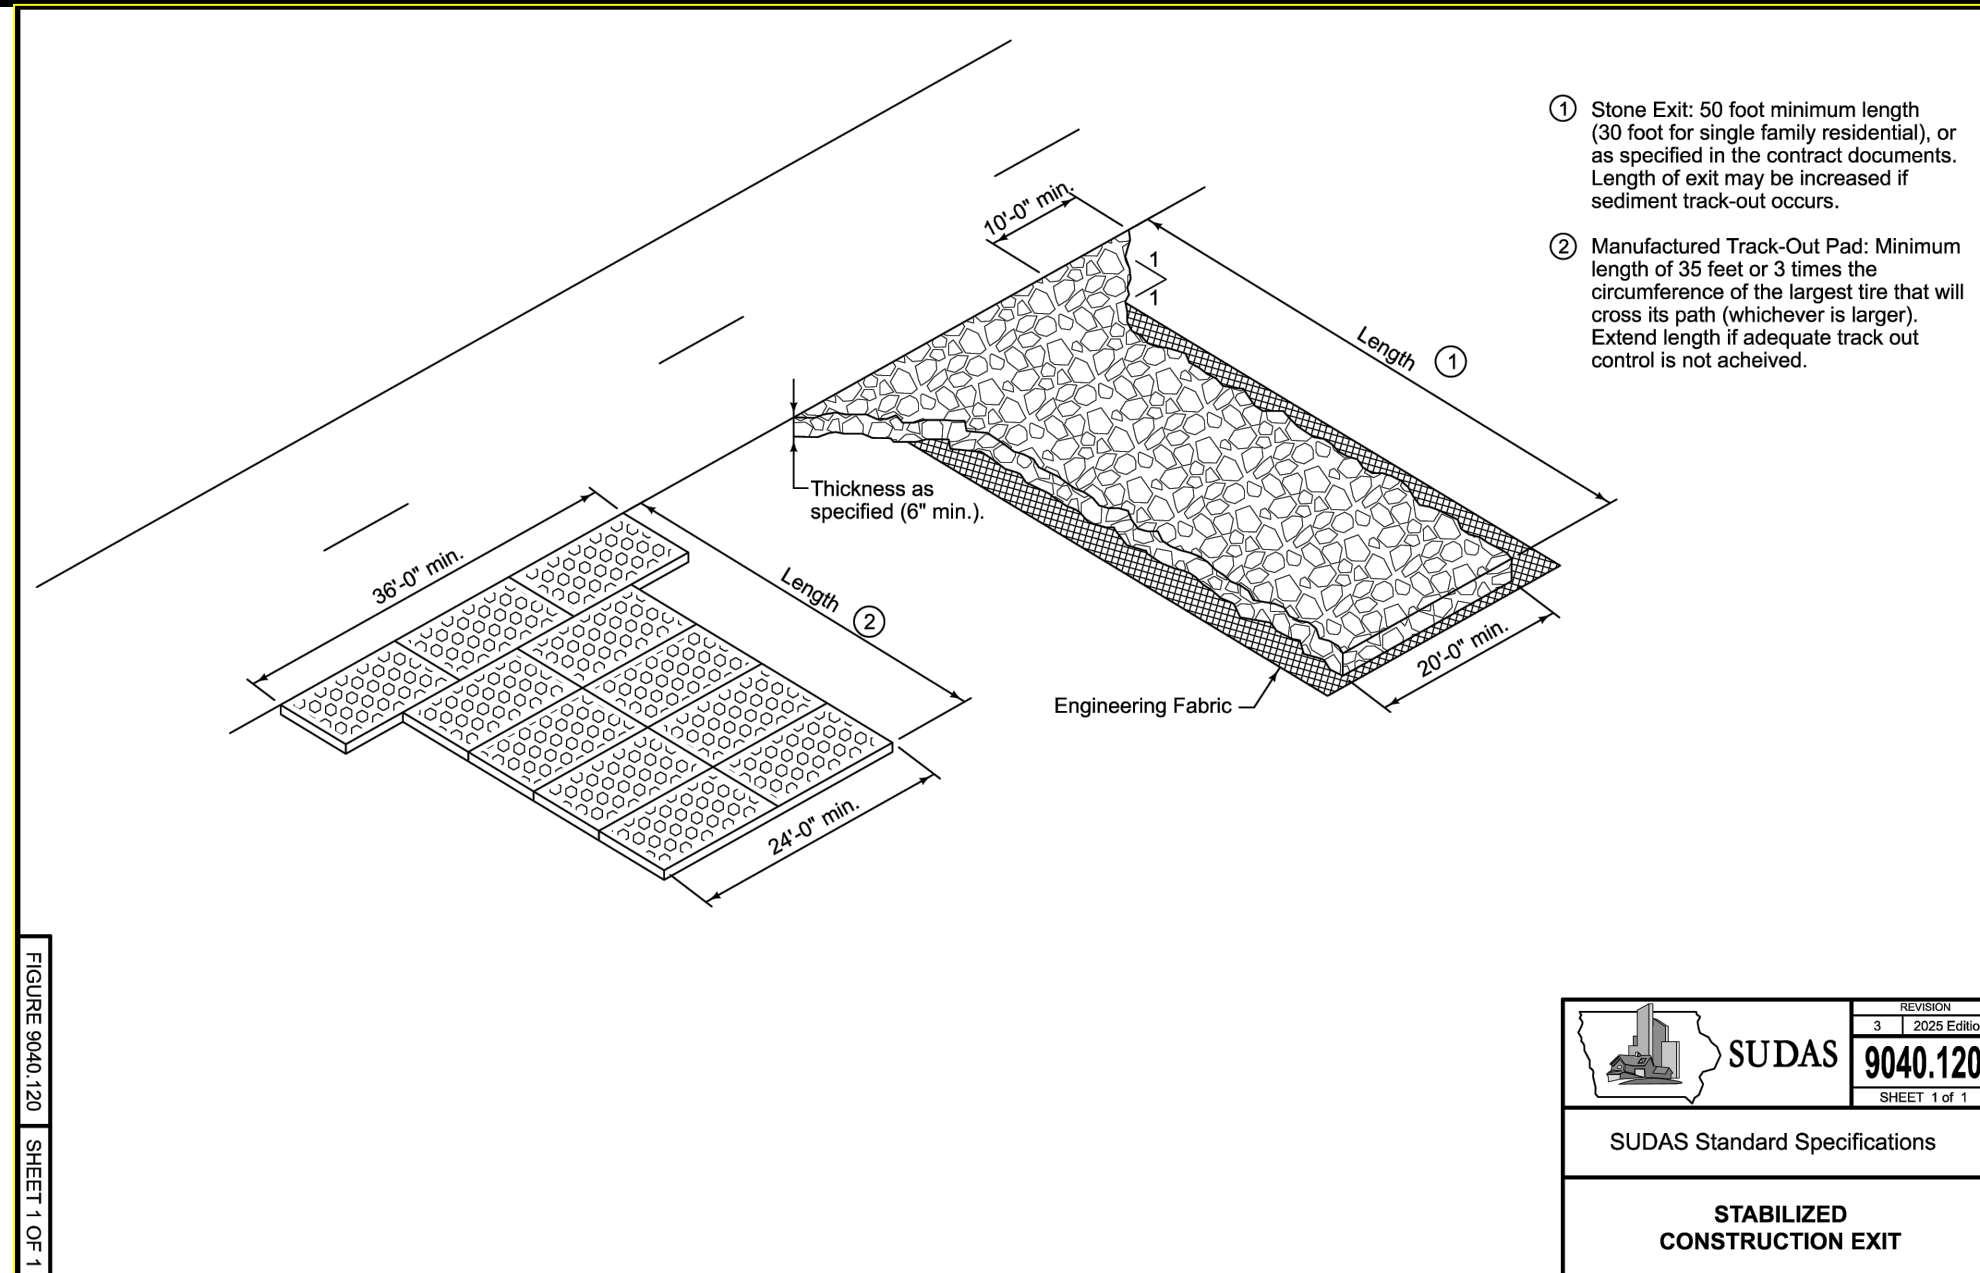 ① Stone Exit: 50 foot minimum length
(30 foot for single family residential), or
as specified in the contract documents.
Length of exit may be increased if
sediment track-out occurs.
② Manufactured Track-Out Pad: Minimum
length of 35 feet or 3 times the
circumference of the largest tire that will
cross its path (whichever is larger).
Extend length if adequate track out
control is not acheived.
10'-0" min.
1
1
Length ①
Thickness as
specified (6" min.).
36'-0" min.
Length ②
20'-0" min.
Engineering Fabric
24'-0" min.
FIGURE 9040.120
SHEET 1 OF 1
SUDAS
REVISION
3
2025 Editio
9040.120
SHEET 1 of 1
SUDAS Standard Specifications
STABILIZED
CONSTRUCTION EXIT